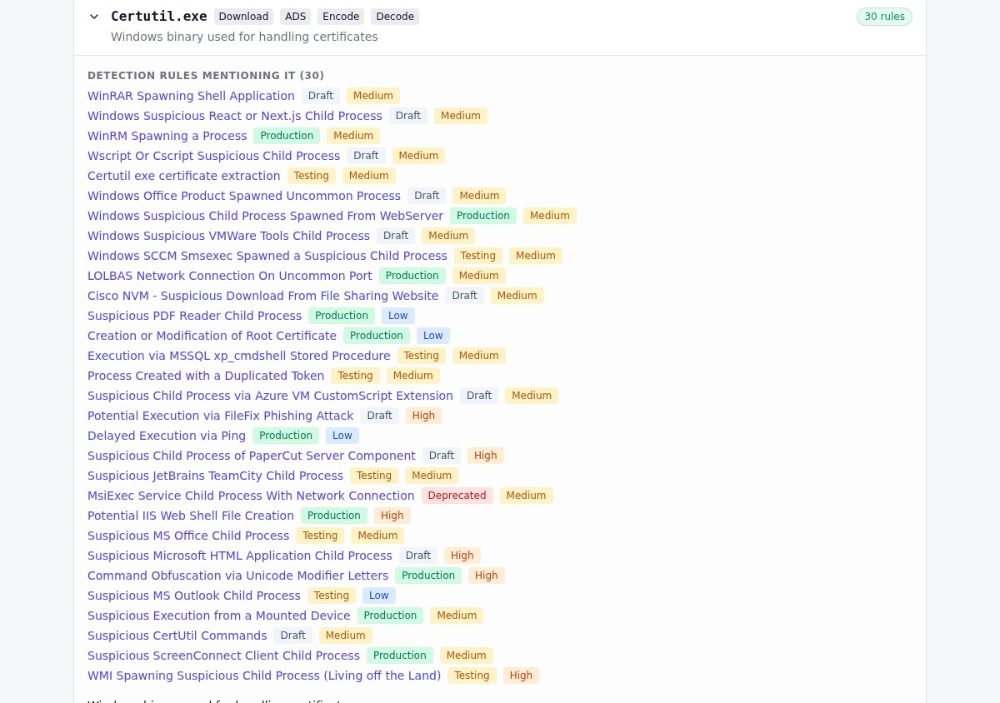 Certutil.exe Download ADS Encode Decode 30 rules
Windows binary used for handling certificates
DETECTION RULES MENTIONING IT (30)
WinRAR Spawning Shell Application Draft Medium
Windows Suspicious React or Next.js Child Process Draft Medium
WinRM Spawning a Process Production Medium
Wscript Or Cscript Suspicious Child Process Draft Medium
Certutil exe certificate extraction Testing Medium
Windows Office Product Spawned Uncommon Process Draft Medium
Windows Suspicious Child Process Spawned From WebServer Production Medium
Windows Suspicious VMWare Tools Child Process Draft Medium
Windows SCCM Smsexec Spawned a Suspicious Child Process Testing Medium
LOLBAS Network Connection On Uncommon Port Production Medium
Cisco NVM - Suspicious Download From File Sharing Website Draft Medium
Suspicious PDF Reader Child Process Production Low
Creation or Modification of Root Certificate Production Low
Execution via MSSQL xp_cmdshell Stored Procedure Testing Medium
Process Created with a Duplicated Token Testing Medium
Suspicious Child Process via Azure VM CustomScript Extension Draft Medium
Potential Execution via FileFix Phishing Attack Draft High
Delayed Execution via Ping Production Low
Suspicious Child Process of PaperCut Server Component Draft High
Suspicious JetBrains TeamCity Child Process Testing Medium
MsiExec Service Child Process With Network Connection Deprecated Medium
Potential IIS Web Shell File Creation Production High
Suspicious MS Office Child Process Testing Medium
Suspicious Microsoft HTML Application Child Process Draft High
Command Obfuscation via Unicode Modifier Letters Production High
Suspicious MS Outlook Child Process Testing Low
Suspicious Execution from a Mounted Device Production Medium
Suspicious CertUtil Commands Draft Medium
Suspicious ScreenConnect Client Child Process Production Medium
WMI Spawning Suspicious Child Process (Living off the Land) Testing High